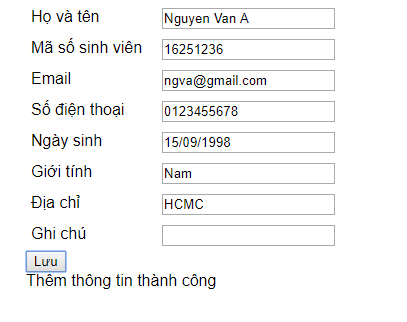 Họ và tên Nguyen Van A
Mã số sinh viên 16251236
Email ngva@gmail.com
Số điện thoại 0123455678
Ngày sinh 15/09/1998
Giới tính Nam
Địa chỉ HCMC
Ghi chú
Lưu
Thêm thông tin thành công